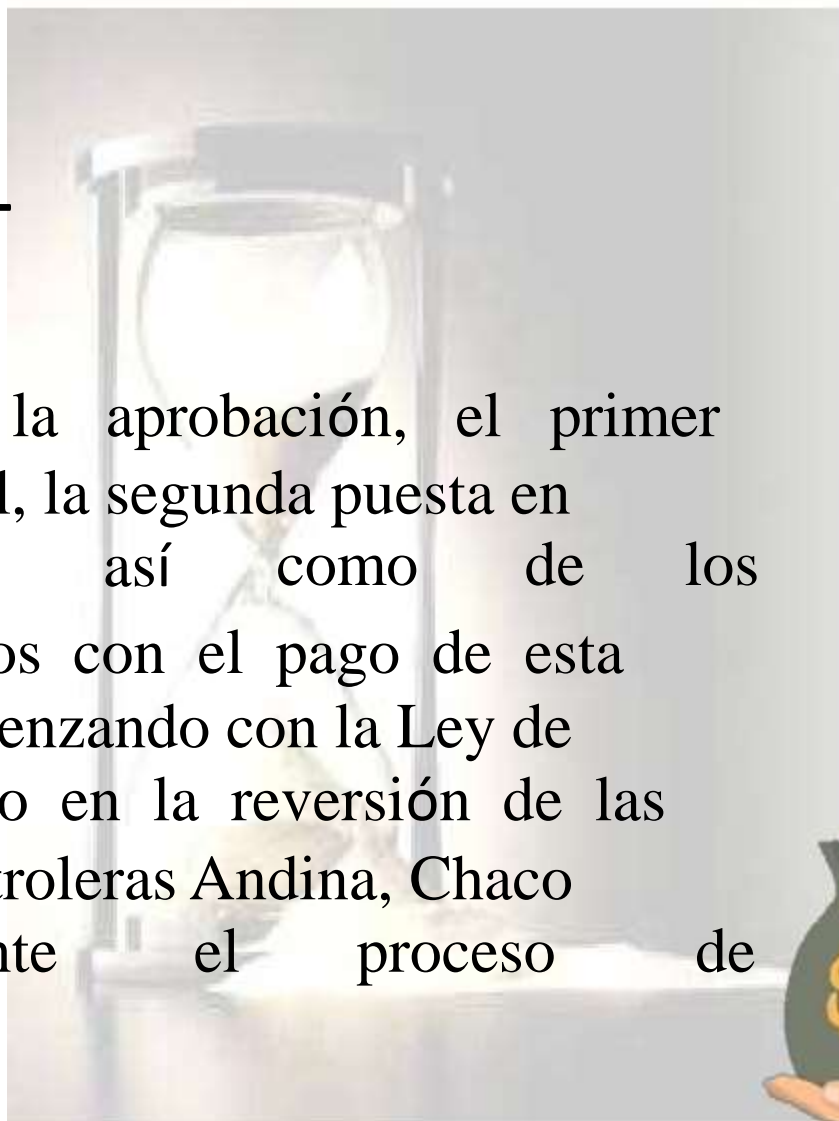 la aprobación, el primer
l, la segunda puesta en
así como de los
os con el pago de esta
enzando con la Ley de
o en la reversión de las
troleras Andina, Chaco
nte el proceso de